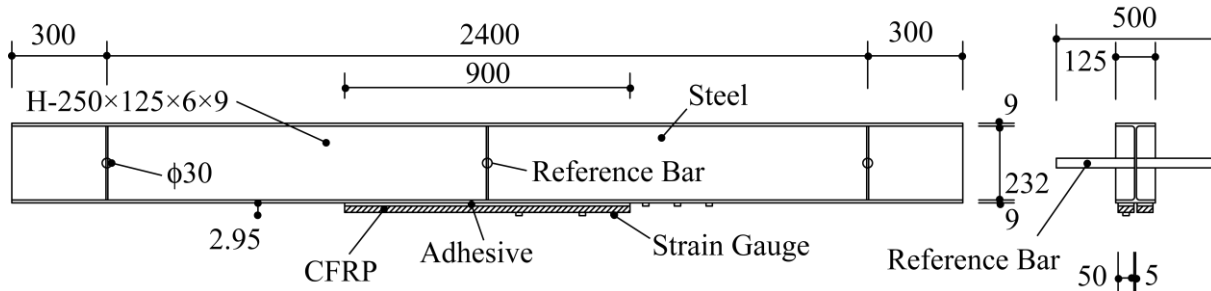 300
2400
300
500
900
125
H-250×125×6×9
Steel
9
ϕ30
Reference Bar
232
9
2.95
CFRP
Adhesive
Strain Gauge
Reference Bar
50
5